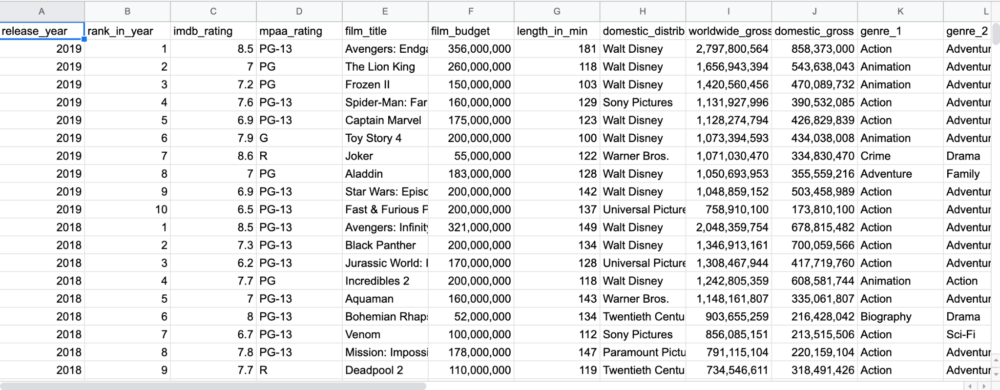 A B C D E F G H I J K L
release_year rank_in_year imdb_rating mpaa_rating film_title film_budget length_in_min domestic_distrib worldwide_gross domestic_gross genre_1 genre_2
2019 1 8.5 PG-13 Avengers: Endga 356,000,000 181 Walt Disney 2,797,800,564 858,373,000 Action Adventur
2019 2 7 PG The Lion King 260,000,000 118 Walt Disney 1,656,943,394 543,638,043 Animation Adventur
2019 3 7.2 PG Frozen II 150,000,000 103 Walt Disney 1,420,560,456 470,089,732 Animation Adventur
2019 4 7.6 PG-13 Spider-Man: Far 160,000,000 129 Sony Pictures 1,131,927,996 390,532,085 Action Adventur
2019 5 6.9 PG-13 Captain Marvel 175,000,000 123 Walt Disney 1,128,274,794 426,829,839 Action Adventur
2019 6 7.9 G Toy Story 4 200,000,000 100 Walt Disney 1,073,394,593 434,038,008 Animation Adventur
2019 7 8.6 R Joker 55,000,000 122 Warner Bros. 1,071,030,470 334,830,470 Crime Drama
2019 8 7 PG Aladdin 183,000,000 128 Walt Disney 1,050,693,953 355,559,216 Adventure Family
2019 9 6.9 PG-13 Star Wars: Episo 200,000,000 142 Walt Disney 1,048,859,152 503,458,989 Action Adventur
2019 10 6.5 PG-13 Fast & Furious P 200,000,000 137 Universal Picture 758,910,100 173,810,100 Action Adventur
2018 1 8.5 PG-13 Avengers: Infinity 321,000,000 149 Walt Disney 2,048,359,754 678,815,482 Action Adventur
2018 2 7.3 PG-13 Black Panther 200,000,000 134 Walt Disney 1,346,913,161 700,059,566 Action Adventur
2018 3 6.2 PG-13 Jurassic World: 170,000,000 128 Universal Picture 1,308,467,944 417,719,760 Action Adventur
2018 4 7.7 PG Incredibles 2 200,000,000 118 Walt Disney 1,242,805,359 608,581,744 Animation Action
2018 5 7 PG-13 Aquaman 160,000,000 143 Warner Bros. 1,148,161,807 335,061,807 Action Adventur
2018 6 8 PG-13 Bohemian Rhaps 52,000,000 134 Twentieth Centu 903,655,259 216,428,042 Biography Drama
2018 7 6.7 PG-13 Venom 100,000,000 112 Sony Pictures 856,085,151 213,515,506 Action Sci-Fi
2018 8 7.8 PG-13 Mission: Impossi 178,000,000 147 Paramount Pictu 791,115,104 220,159,104 Action Adventur
2018 9 7.7 R Deadpool 2 110,000,000 119 Twentieth Centu 734,546,611 318,491,426 Action Adventur